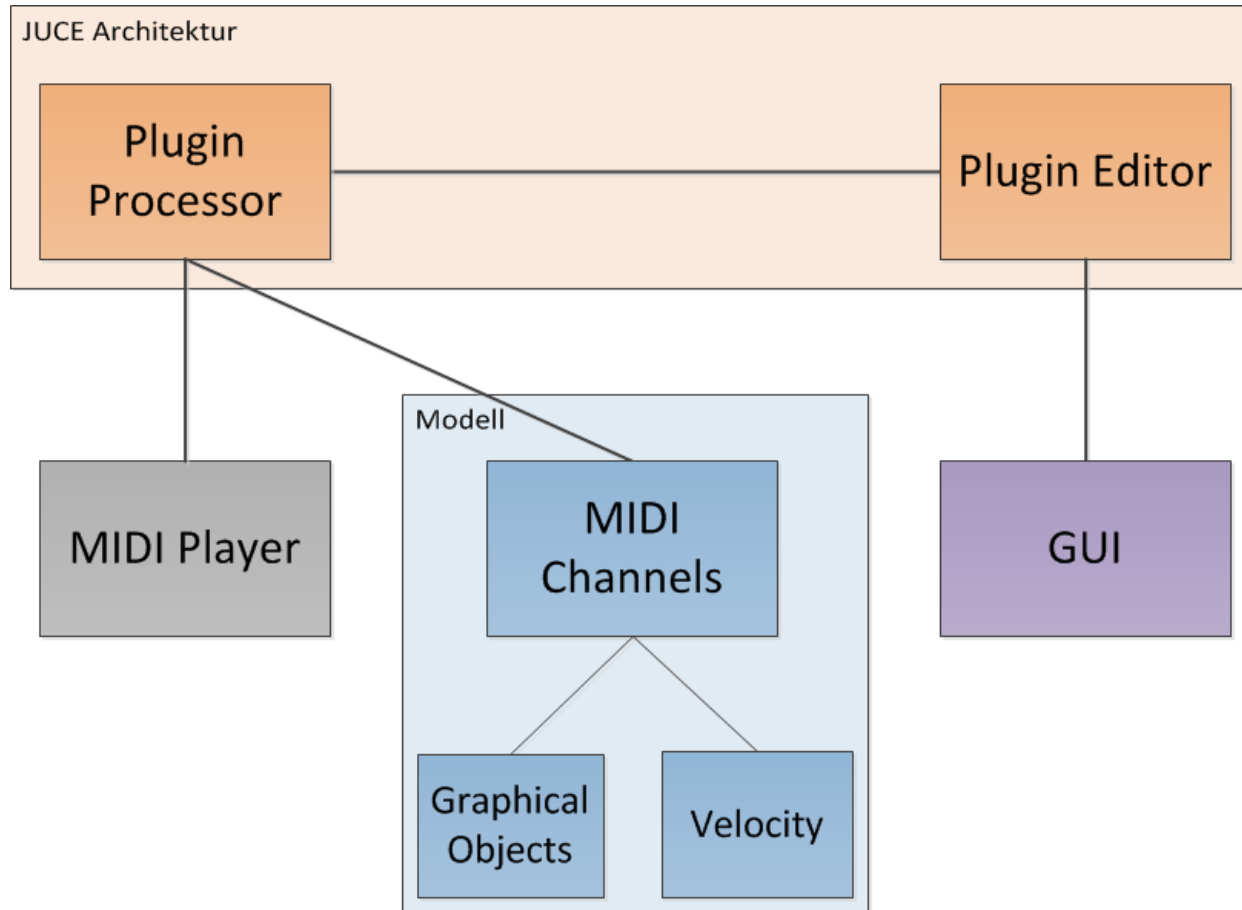 JUCE Architektur
Plugin
Processor
Plugin Editor
Modell
MIDI Player
MIDI
Channels
GUI
Graphical
Objects
Velocity